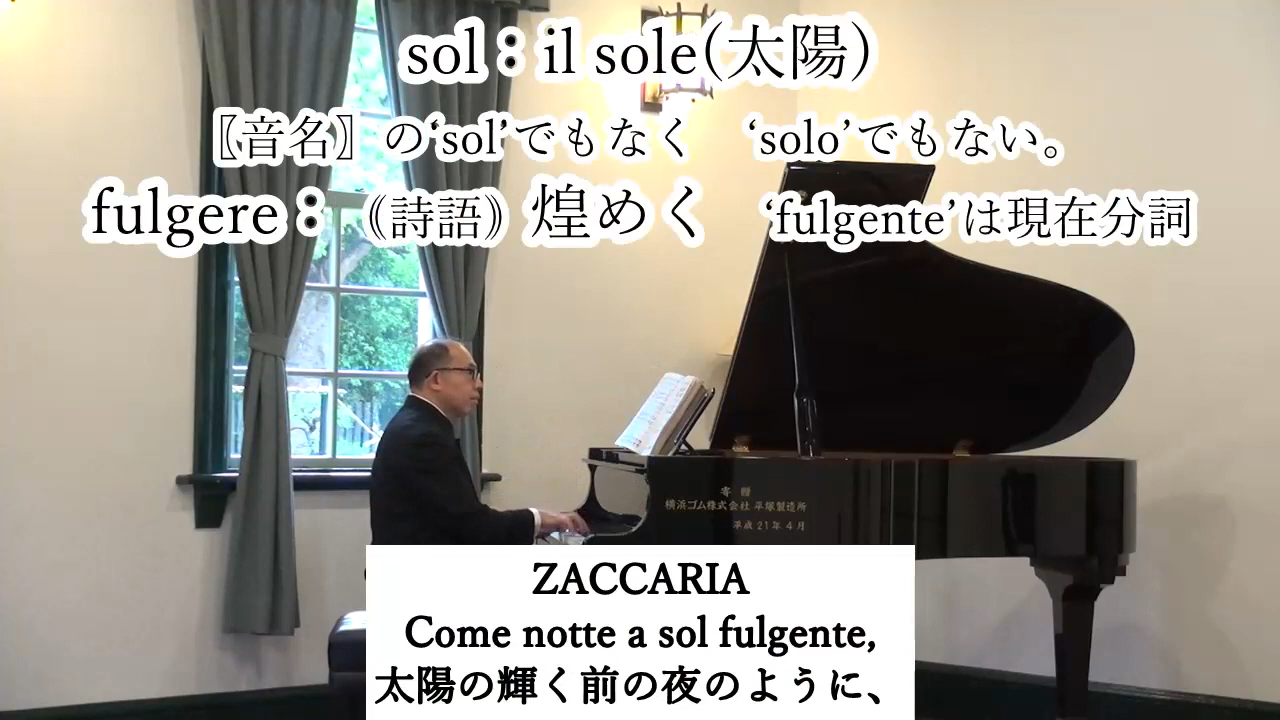 sol：il sole(太陽)
〖音名〗の‘sol’でもなく　‘solo’でもない。
fulgere：⸨詩語⸩ 煌めく　‘fulgente’は現在分詞
寄 贈
横浜ゴム株式会社 平塚製造所
平成21年4月
ZACCARIA
Come notte a sol fulgente,
太陽の輝く前の夜のように、